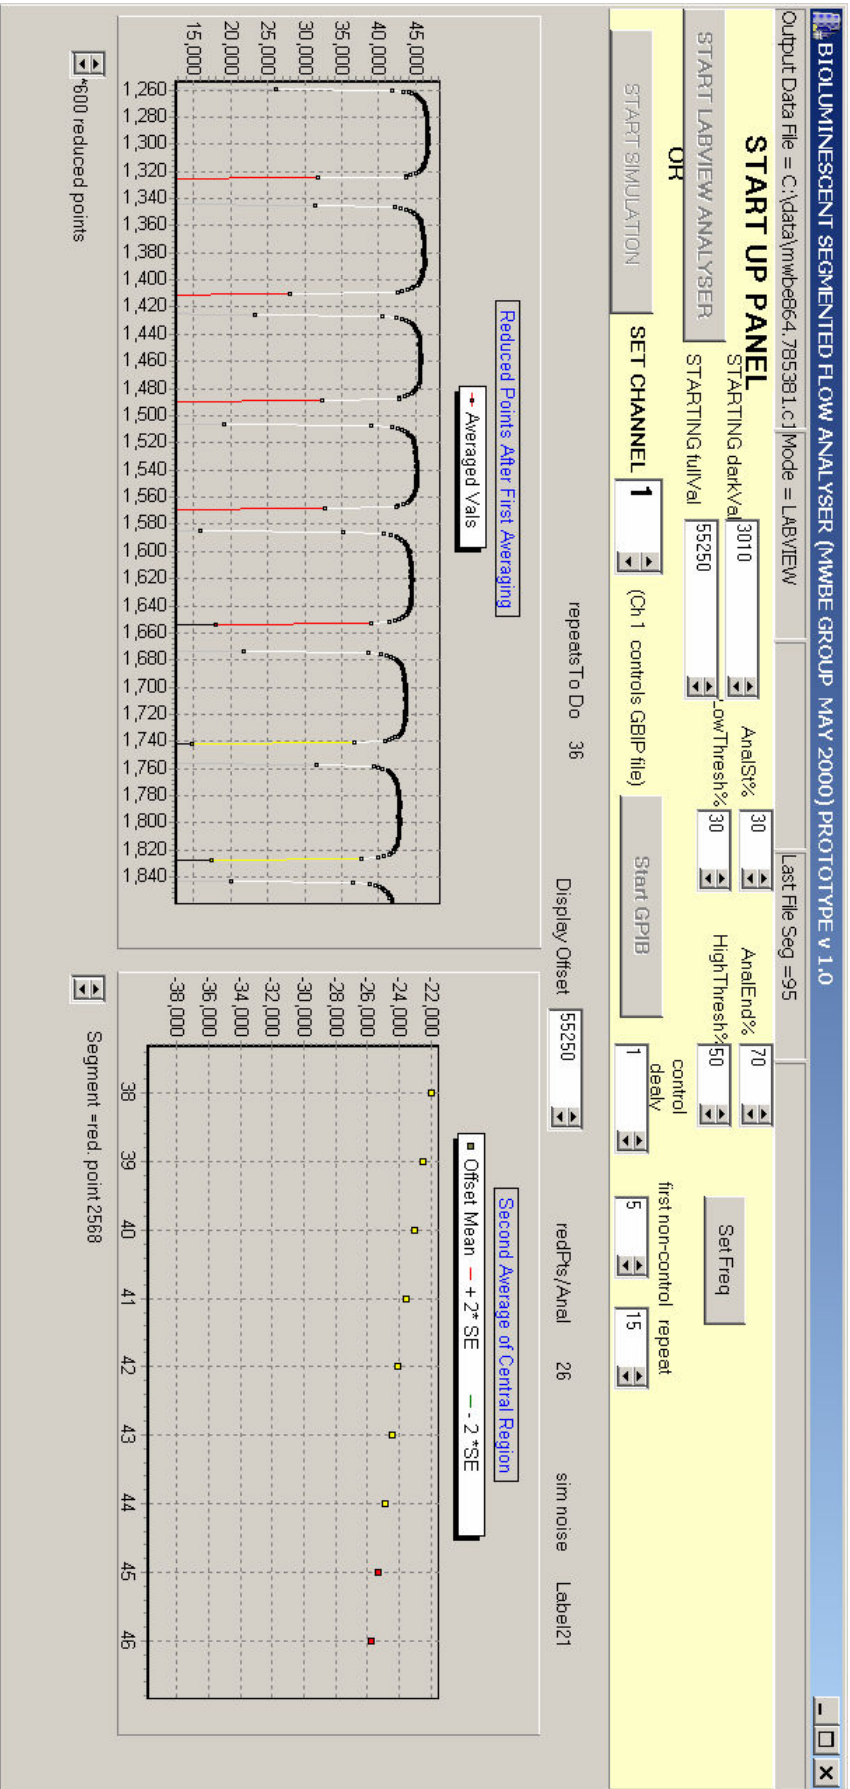 BIOLUMINESCENT SEGMENTED FLOW ANALYSER (MWBE GROUP MAY 2000) PROTOTYPE v 1.0
Output Data File = C:\data\mwbe864.785381.c1 Mode = LABVIEW Last File Seg =95
START UP PANEL
START LABVIEW ANALYSER
OR
START SIMULATION
STARTING darkVal 3010
STARTING fullVal 55250
AnalSt% 30
AnalEnd% 70
LowThresh% 30
HighThresh% 50
Set Freq
SET CHANNEL 1 (Ch1 controls GBIP file)
Start GPIB
control dealy 1
first non-control 5
repeat 15
repeatsTo Do 36
Display Offset 55250
redPts/Anal 26
sim noise
Label21
Reduced Points After First Averaging
Averaged Vals
45,000
40,000
35,000
30,000
25,000
20,000
15,000
1,260 1,280 1,300 1,320 1,340 1,360 1,380 1,400 1,420 1,440 1,460 1,480 1,500 1,520 1,540 1,560 1,580 1,600 1,620 1,640 1,660 1,680 1,700 1,720 1,740 1,760 1,780 1,800 1,820 1,840
*600 reduced points
Second Average of Central Region
Offset Mean + 2* SE - 2 *SE
-22,000
-24,000
-26,000
-28,000
-30,000
-32,000
-34,000
-36,000
-38,000
38 39 40 41 42 43 44 45 46
Segment =red. point 2568